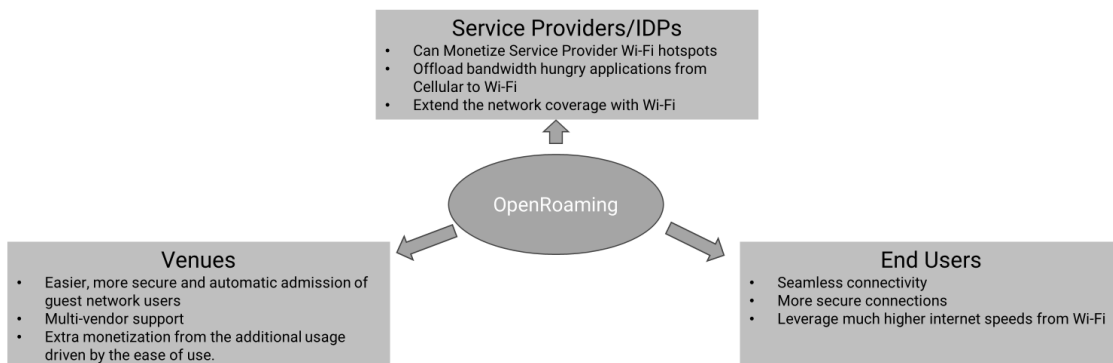 Service Providers/IDPs
• Can Monetize Service Provider Wi-Fi hotspots
• Offload bandwidth hungry applications from
Cellular to Wi-Fi
• Extend the network coverage with Wi-Fi
OpenRoaming
Venues
• Easier, more secure and automatic admission of
guest network users
• Multi-vendor support
• Extra monetization from the additional usage
driven by the ease of use.
End Users
• Seamless connectivity
• More secure connections
• Leverage much higher internet speeds from Wi-Fi